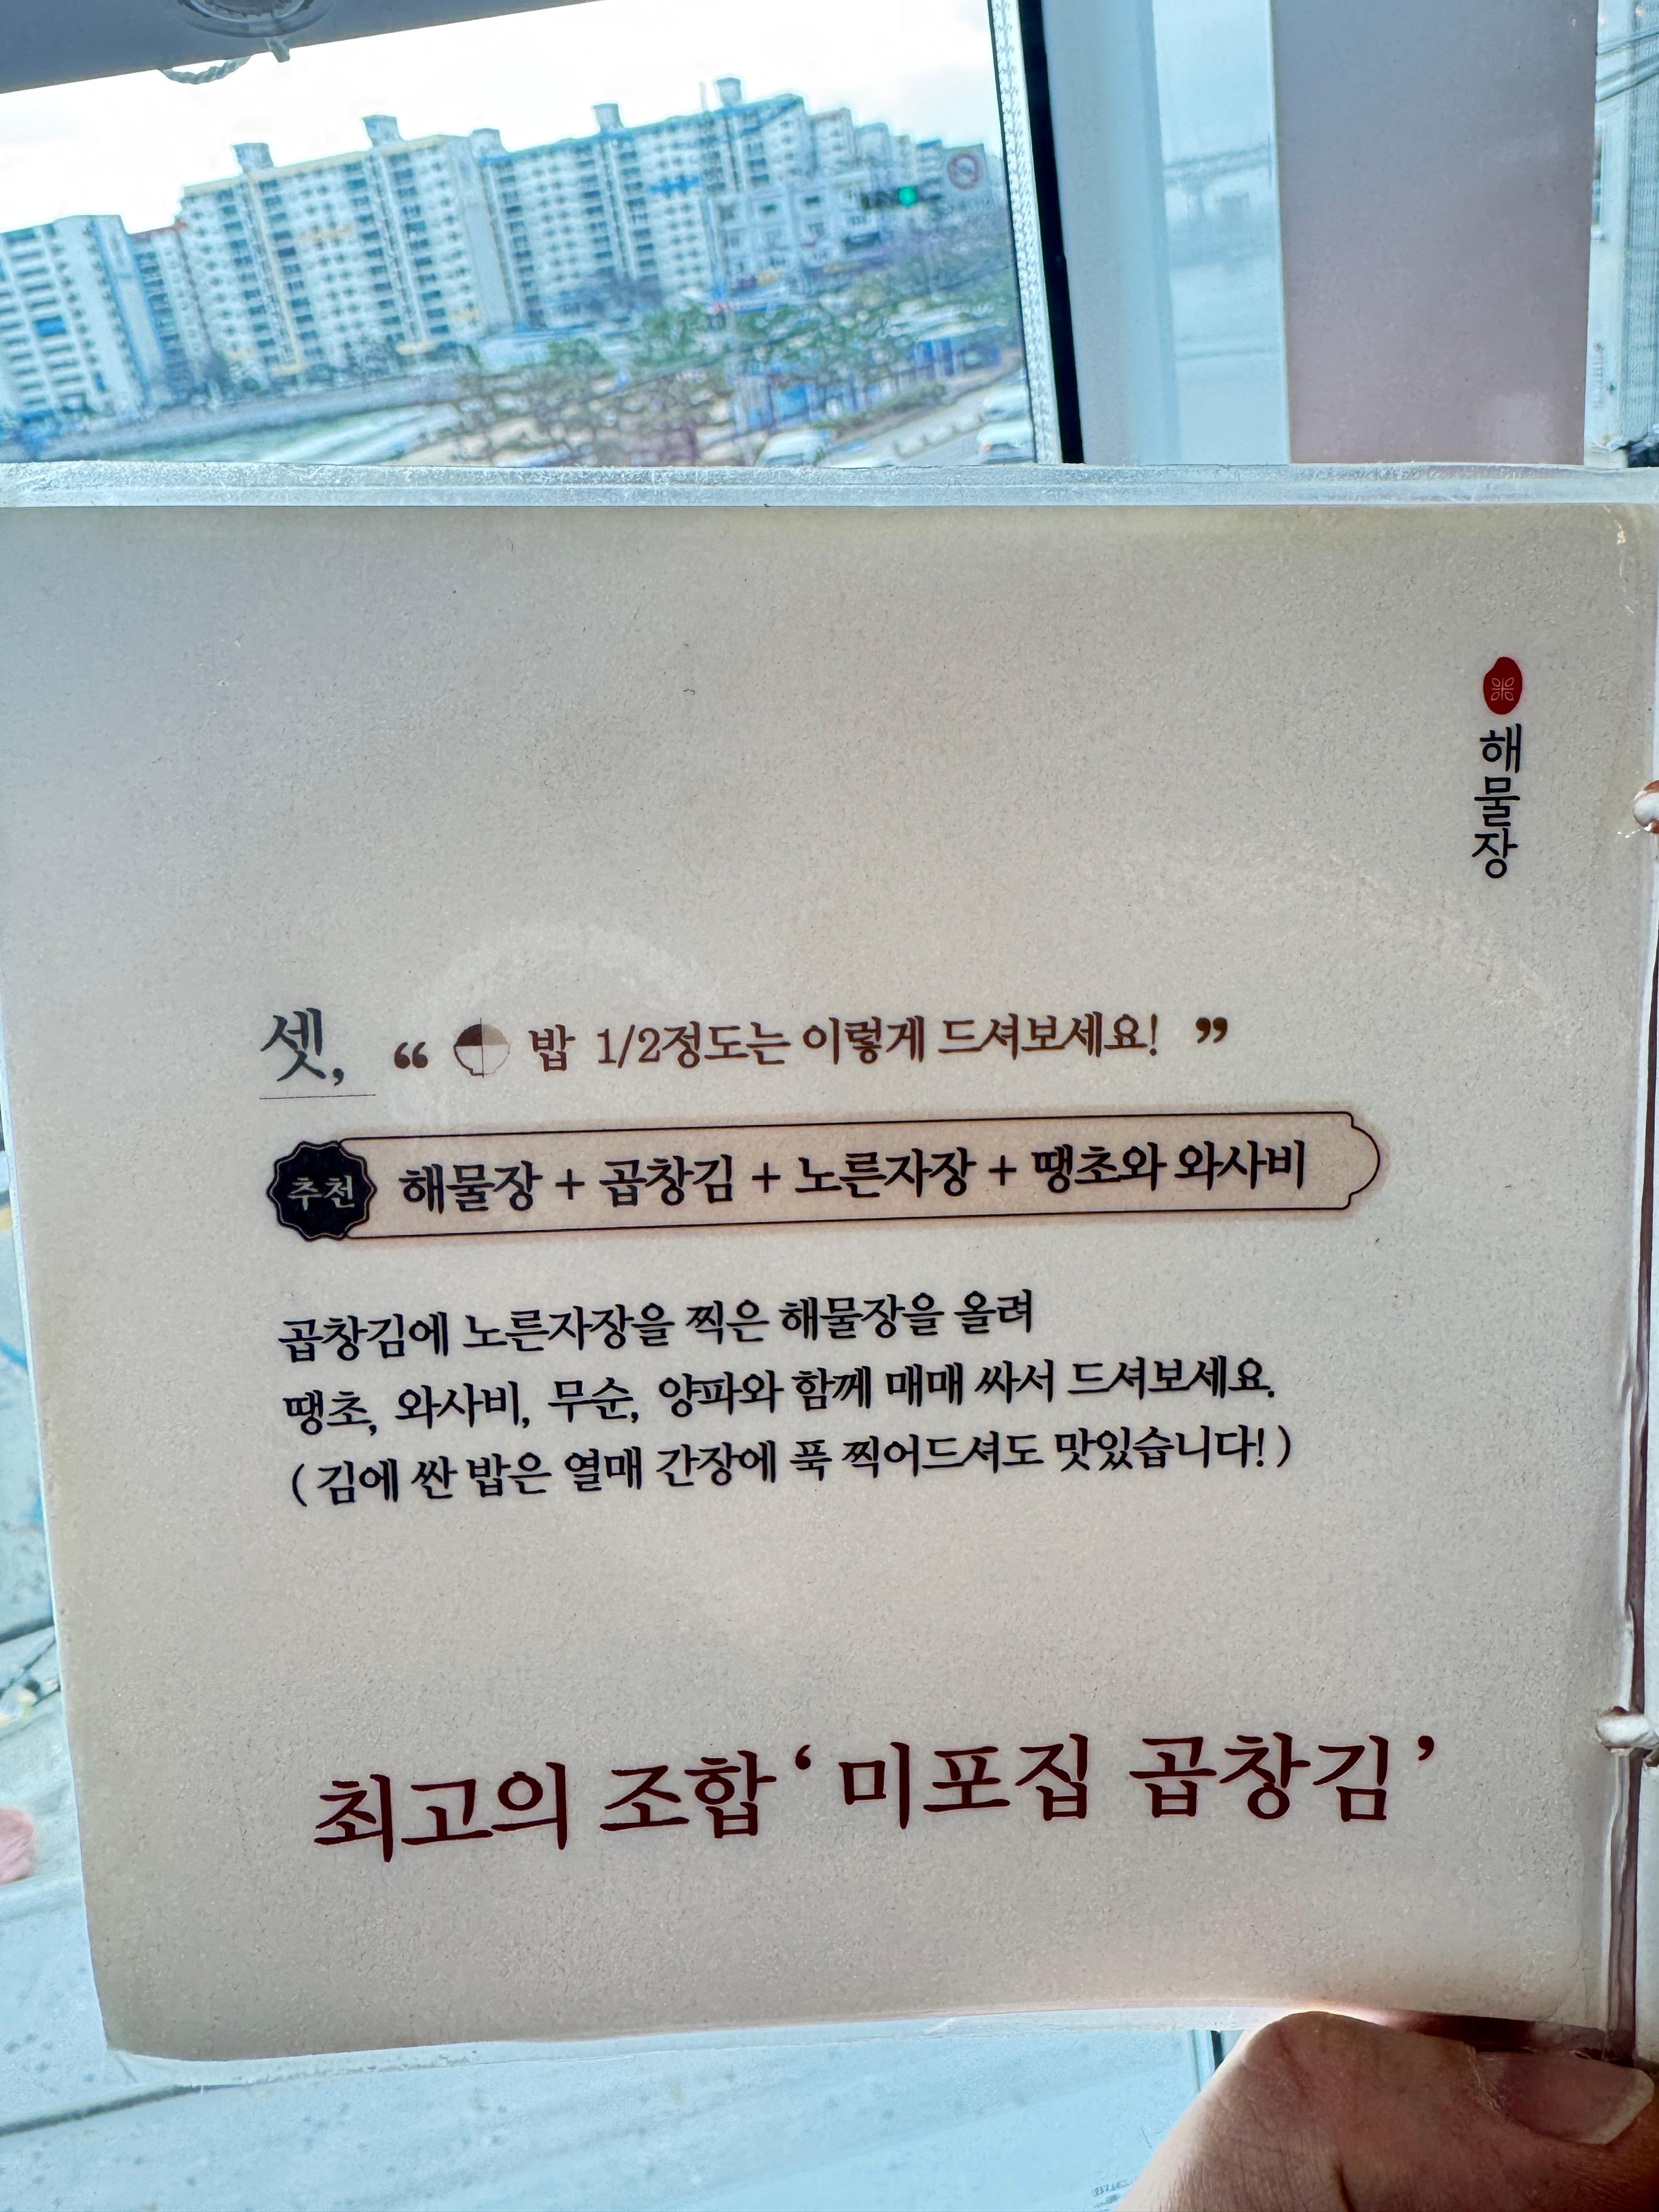 해물장
셋, “ 밥 1/2정도는 이렇게 드셔보세요! ”
추천 해물장 + 곱창김 + 노른자장 + 땡초와 와사비
곱창김에 노른자장을 찍은 해물장을 올려
땡초, 와사비, 무순, 양파와 함께 매매 싸서 드셔보세요.
( 김에 싼 밥은 열매 간장에 푹 찍어드셔도 맛있습니다! )
최고의 조합 ‘ 미포집 곱창김 ’